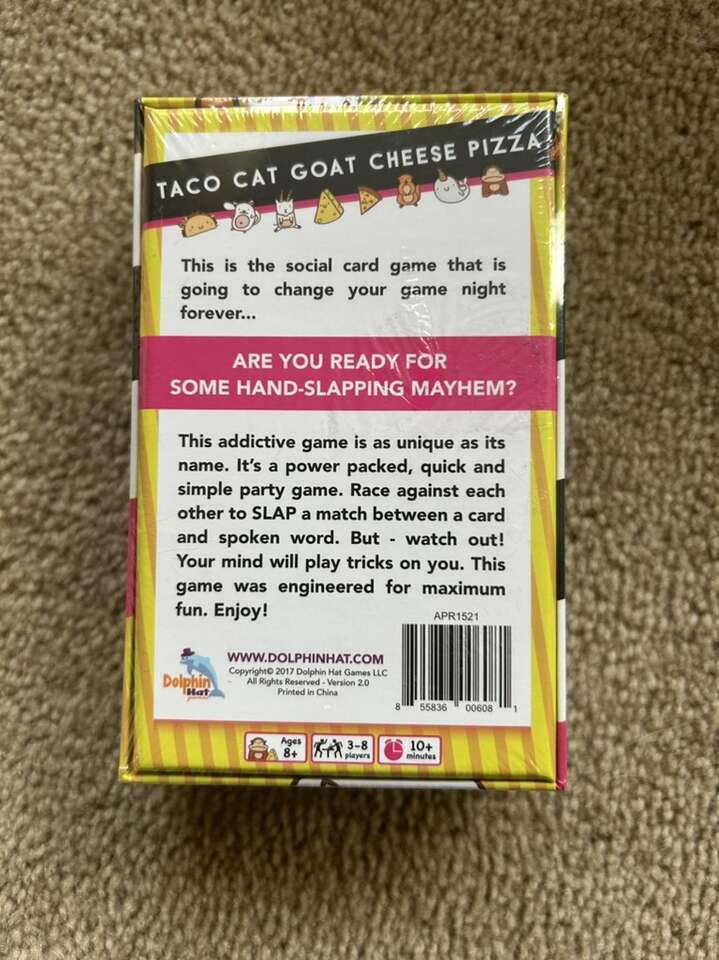 TACO CAT GOAT CHEESE PIZZA
This is the social card game that is
going to change your game night
forever...
ARE YOU READY FOR
SOME HAND-SLAPPING MAYHEM?
This addictive game is as unique as its
name. It's a power packed, quick and
simple party game. Race against each
other to SLAP a match between a card
and spoken word. But - watch out!
Your mind will play tricks on you. This
game was engineered for maximum
fun. Enjoy!
APR1521
Dolphin
Hat
WWW.DOLPHINHAT.COM
Copyright© 2017 Dolphin Hat Games LLC
All Rights Reserved - Version 2.0
Printed in China
8 55836 00608 1
Ages
8+
3-8
players
10+
minutes